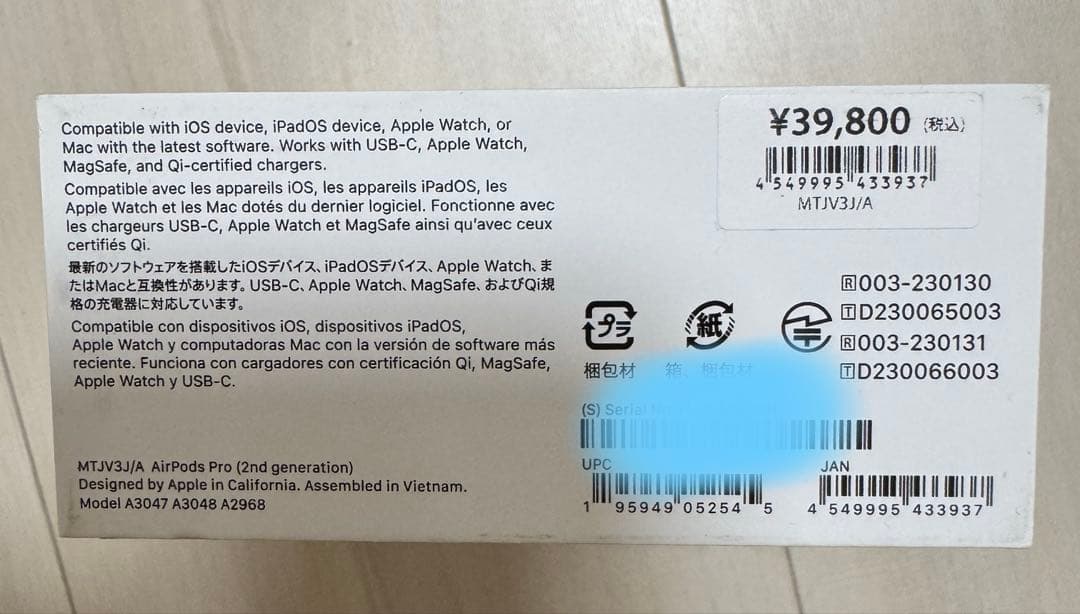 Compatible with iOS device, iPadOS device, Apple Watch, or
Mac with the latest software. Works with USB-C, Apple Watch,
MagSafe, and Qi-certified chargers.
Compatible avec les appareils iOS, les appareils iPadOS, les
Apple Watch et les Mac dotés du dernier logiciel. Fonctionne avec
les chargeurs USB-C, Apple Watch et MagSafe ainsi qu'avec ceux
certifiés Qi.
最新のソフトウェアを搭載したiOSデバイス、iPadOSデバイス、Apple Watch、ま
たはMacと互換性があります。USB-C、Apple Watch、MagSafe、およびQi規
格の充電器に対応しています。
Compatible con dispositivos iOS, dispositivos iPadOS,
Apple Watch y computadoras Mac con la versión de software más
reciente. Funciona con cargadores con certificación Qi, MagSafe,
Apple Watch y USB-C.
MTJV3J/A AirPods Pro (2nd generation)
Designed by Apple in California. Assembled in Vietnam.
Model A3047 A3048 A2968
¥39,800 (税込)
4 549995 433937
MTJV3J/A
プラ
紙
梱包材
箱、梱包材
R 003-230130
T D230065003
R 003-230131
T D230066003
(S) Serial
UPC
1 95949 05254 5
JAN
4 549995 433937